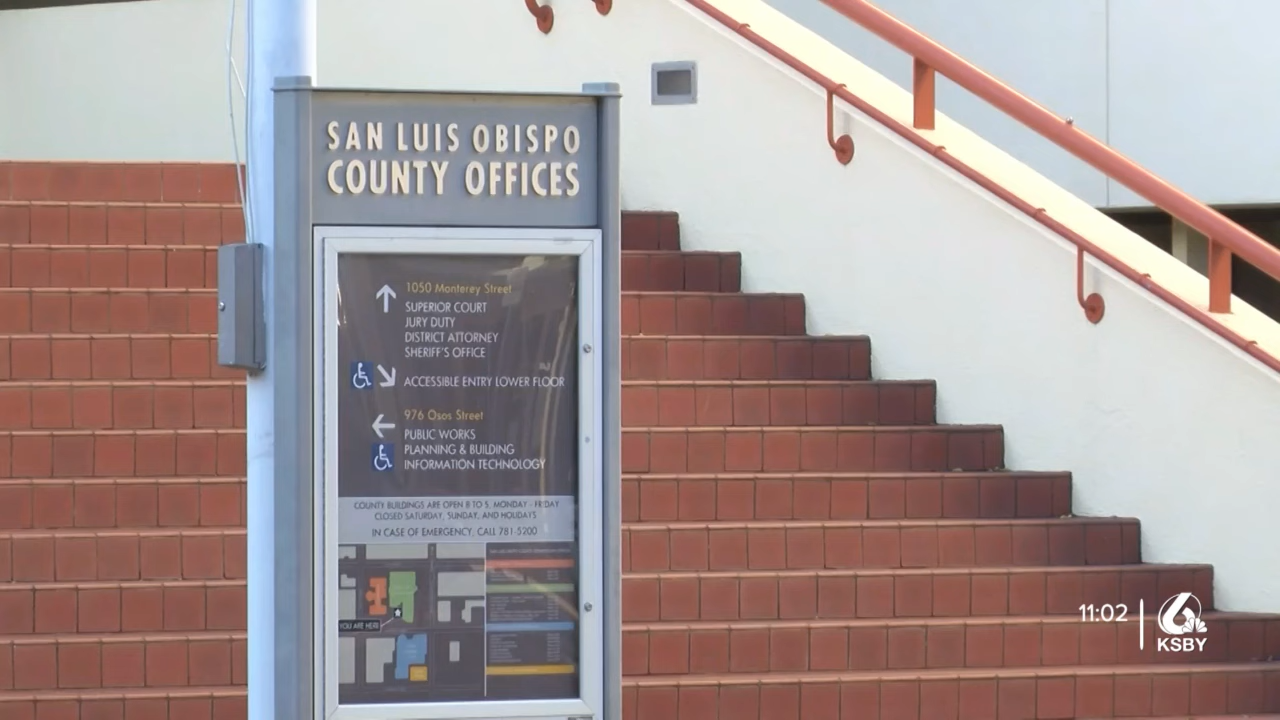 SAN LUIS OBISPO
COUNTY OFFICES
1050 Monterey Street
SUPERIOR COURT
JURY DUTY
DISTRICT ATTORNEY
SHERIFF'S OFFICE
ACCESSIBLE ENTRY LOWER FLOOR
976 Osos Street
PUBLIC WORKS
PLANNING & BUILDING
INFORMATION TECHNOLOGY
COUNTY BUILDINGS ARE OPEN 8 TO 5, MONDAY - FRIDAY
CLOSED SATURDAY, SUNDAY, AND HOLIDAYS
IN CASE OF EMERGENCY, CALL 781-5200
YOU ARE HERE
11:02
6
KSBY